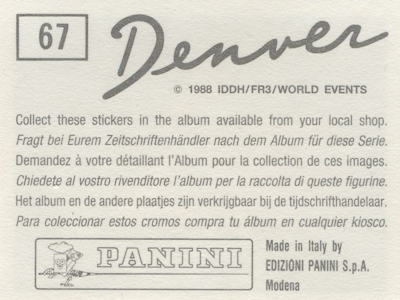 67
Denver
© 1988 IDDH/FR3/WORLD EVENTS
Collect these stickers in the album available from your local shop.
Fragt bei Eurem Zeitschriftenhändler nach dem Album für diese Serie.
Demandez à votre détaillant l'Album pour la collection de ces images.
Chiedete al vostro rivenditore l'album per la raccolta di queste figurine.
Het album en de andere plaatjes zijn verkrijgbaar bij de tijdschrifthandelaar.
Para coleccionar estos cromos compra tu álbum en cualquier kiosco.
PANINI
Made in Italy by
EDIZIONI PANINI S.p.A.
Modena